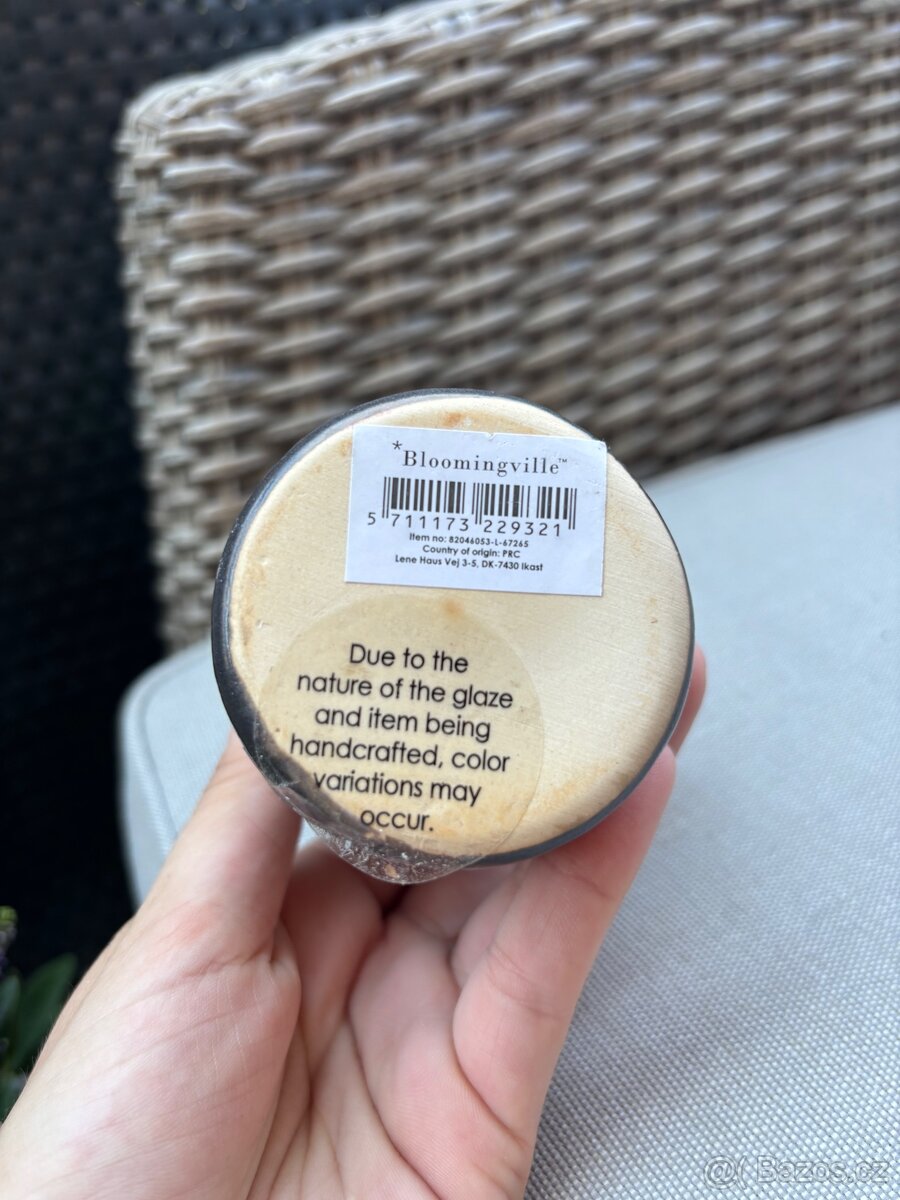 *Bloomingville™
5 711173 229321
Item no: 82046053-L-67265
Country of origin: PRC
Lene Haus Vej 3-5, DK-7430 Ikast
Due to the
nature of the glaze
and item being
handcrafted, color
variations may
occur.
@( Bazos.cz